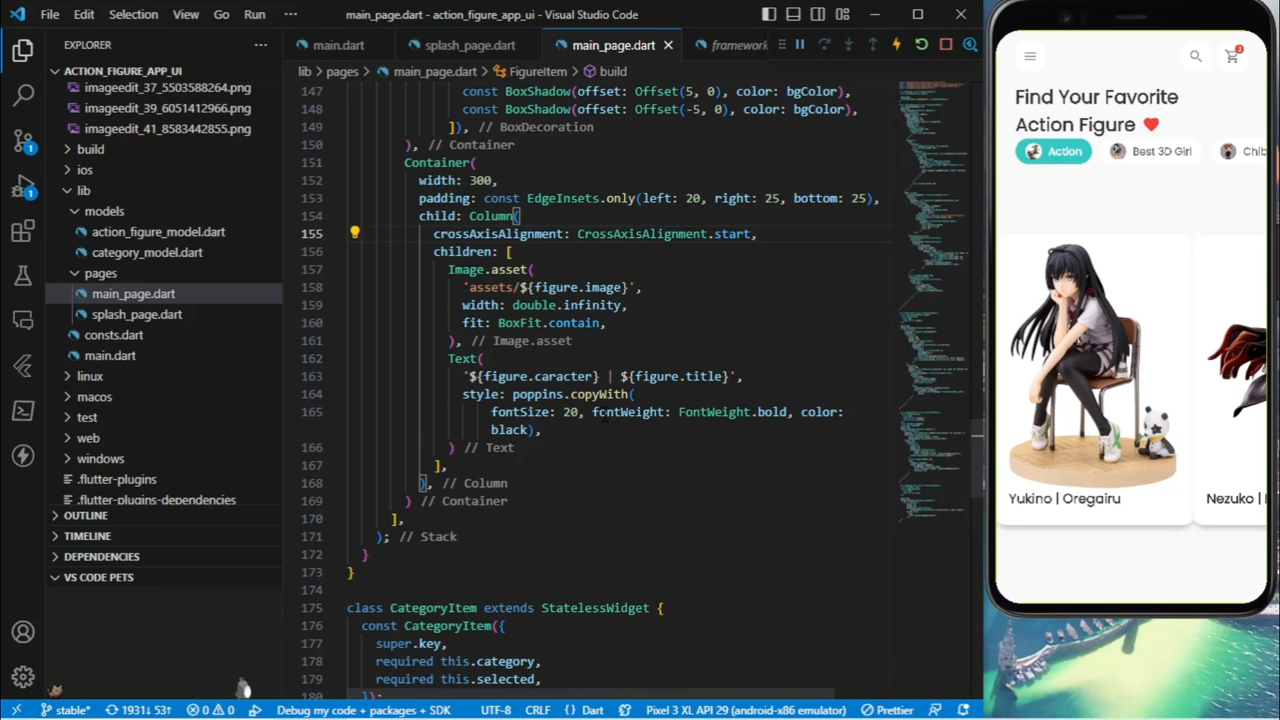 File Edit Selection View Go Run ··· main_page.dart - action_figure_app_ui - Visual Studio Code
EXPLORER
ACTION_FIGURE_APP_UI
imageedit_37_5503588264.png
imageedit_39_6051413566.png
imageedit_41_8583442855.png
build
ios
lib
models
action_figure_model.dart
category_model.dart
pages
main_page.dart
splash_page.dart
consts.dart
main.dart
linux
macos
test
web
windows
.flutter-plugins
.flutter-plugins-dependencies
OUTLINE
TIMELINE
DEPENDENCIES
VS CODE PETS
1
1
main.dart splash_page.dart main_page.dart framework
lib > pages > main_page.dart > FigureItem > build
147 const BoxShadow(offset: Offset(5, 0), color: bgColor),
148 const BoxShadow(offset: Offset(-5, 0), color: bgColor),
149 ]), // BoxDecoration
150 ), // Container
151 Container(
152 width: 300,
153 padding: const EdgeInsets.only(left: 20, right: 25, bottom: 25),
154 child: Column(
155 crossAxisAlignment: CrossAxisAlignment.start,
156 children: [
157 Image.asset(
158 'assets/${figure.image}',
159 width: double.infinity,
160 fit: BoxFit.contain,
161 ), // Image.asset
162 Text(
163 '${figure.caracter} | ${figure.title}',
164 style: poppins.copyWith(
165 fontSize: 20, fontWeight: FontWeight.bold, color:
black),
166 ) // Text
167 ],
168 ), // Column
169 ) // Container
170 ],
171 ); // Stack
172 }
173 }
174
175 class CategoryItem extends StatelessWidget {
176 const CategoryItem({
177 super.key,
178 required this.category,
179 required this.selected,
180 });
stable* 1931↓ 53↑ 0 0 Debug my code + packages + SDK UTF-8 CRLF {} Dart Pixel 3 XL API 29 (android-x86 emulator) Prettier
Find Your Favorite
Action Figure
Action Best 3D Girl Chib
Yukino | Oregairu Nezuko |